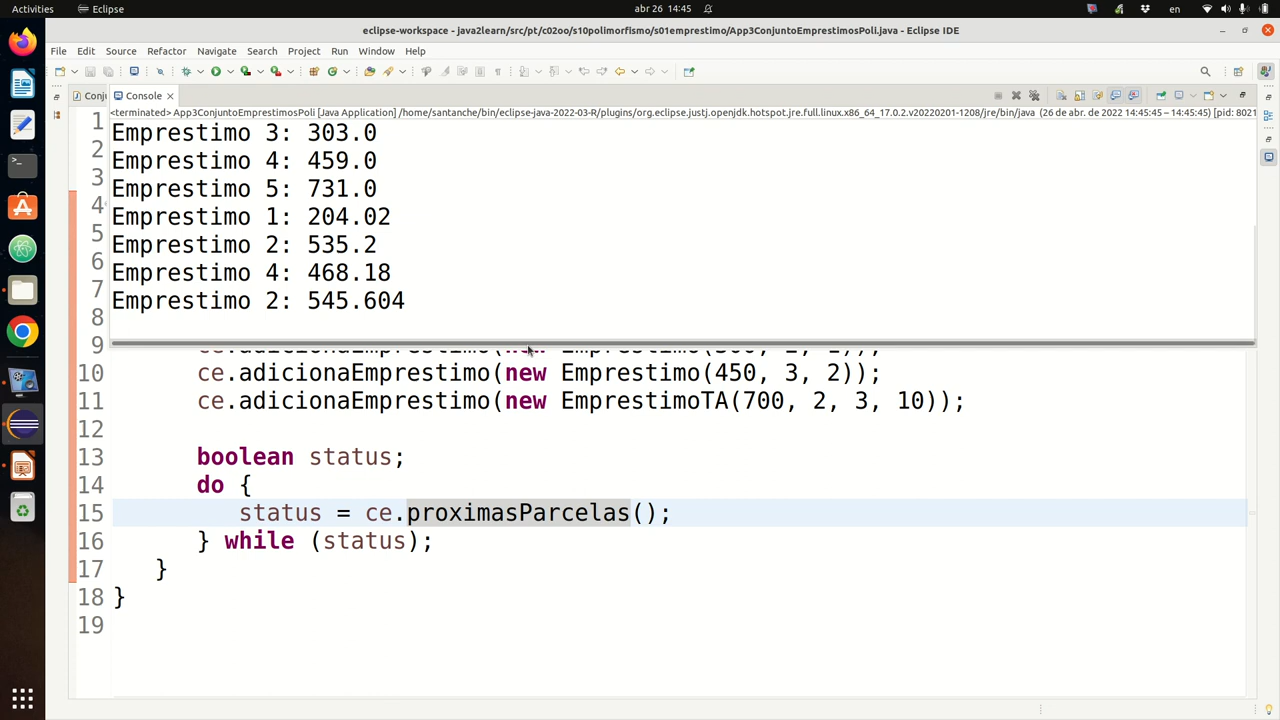 Activities
Eclipse
abr 26 14:45
en
eclipse-workspace - java2learn/src/pt/c02oo/s10polimorfismo/s01emprestimo/App3ConjuntoEmprestimosPoli.java - Eclipse IDE
File Edit Source Refactor Navigate Search Project Run Window Help
Conj
Console
<terminated> App3ConjuntoEmprestimosPoli [Java Application] /home/santanche/bin/eclipse-java-2022-03-R/plugins/org.eclipse.justj.openjdk.hotspot.jre.full.linux.x86_64_17.0.2.v20220201-1208/jre/bin/java (26 de abr. de 2022 14:45:45 – 14:45:45) [pid: 8021
Emprestimo 3: 303.0
Emprestimo 4: 459.0
Emprestimo 5: 731.0
Emprestimo 1: 204.02
Emprestimo 2: 535.2
Emprestimo 4: 468.18
Emprestimo 2: 545.604
1
2
3
4
5
6
7
8
9
10 ce.adicionaEmprestimo(new Emprestimo(450, 3, 2));
11 ce.adicionaEmprestimo(new EmprestimoTA(700, 2, 3, 10));
12
13 boolean status;
14 do {
15 status = ce.proximasParcelas();
16 } while (status);
17 }
18 }
19